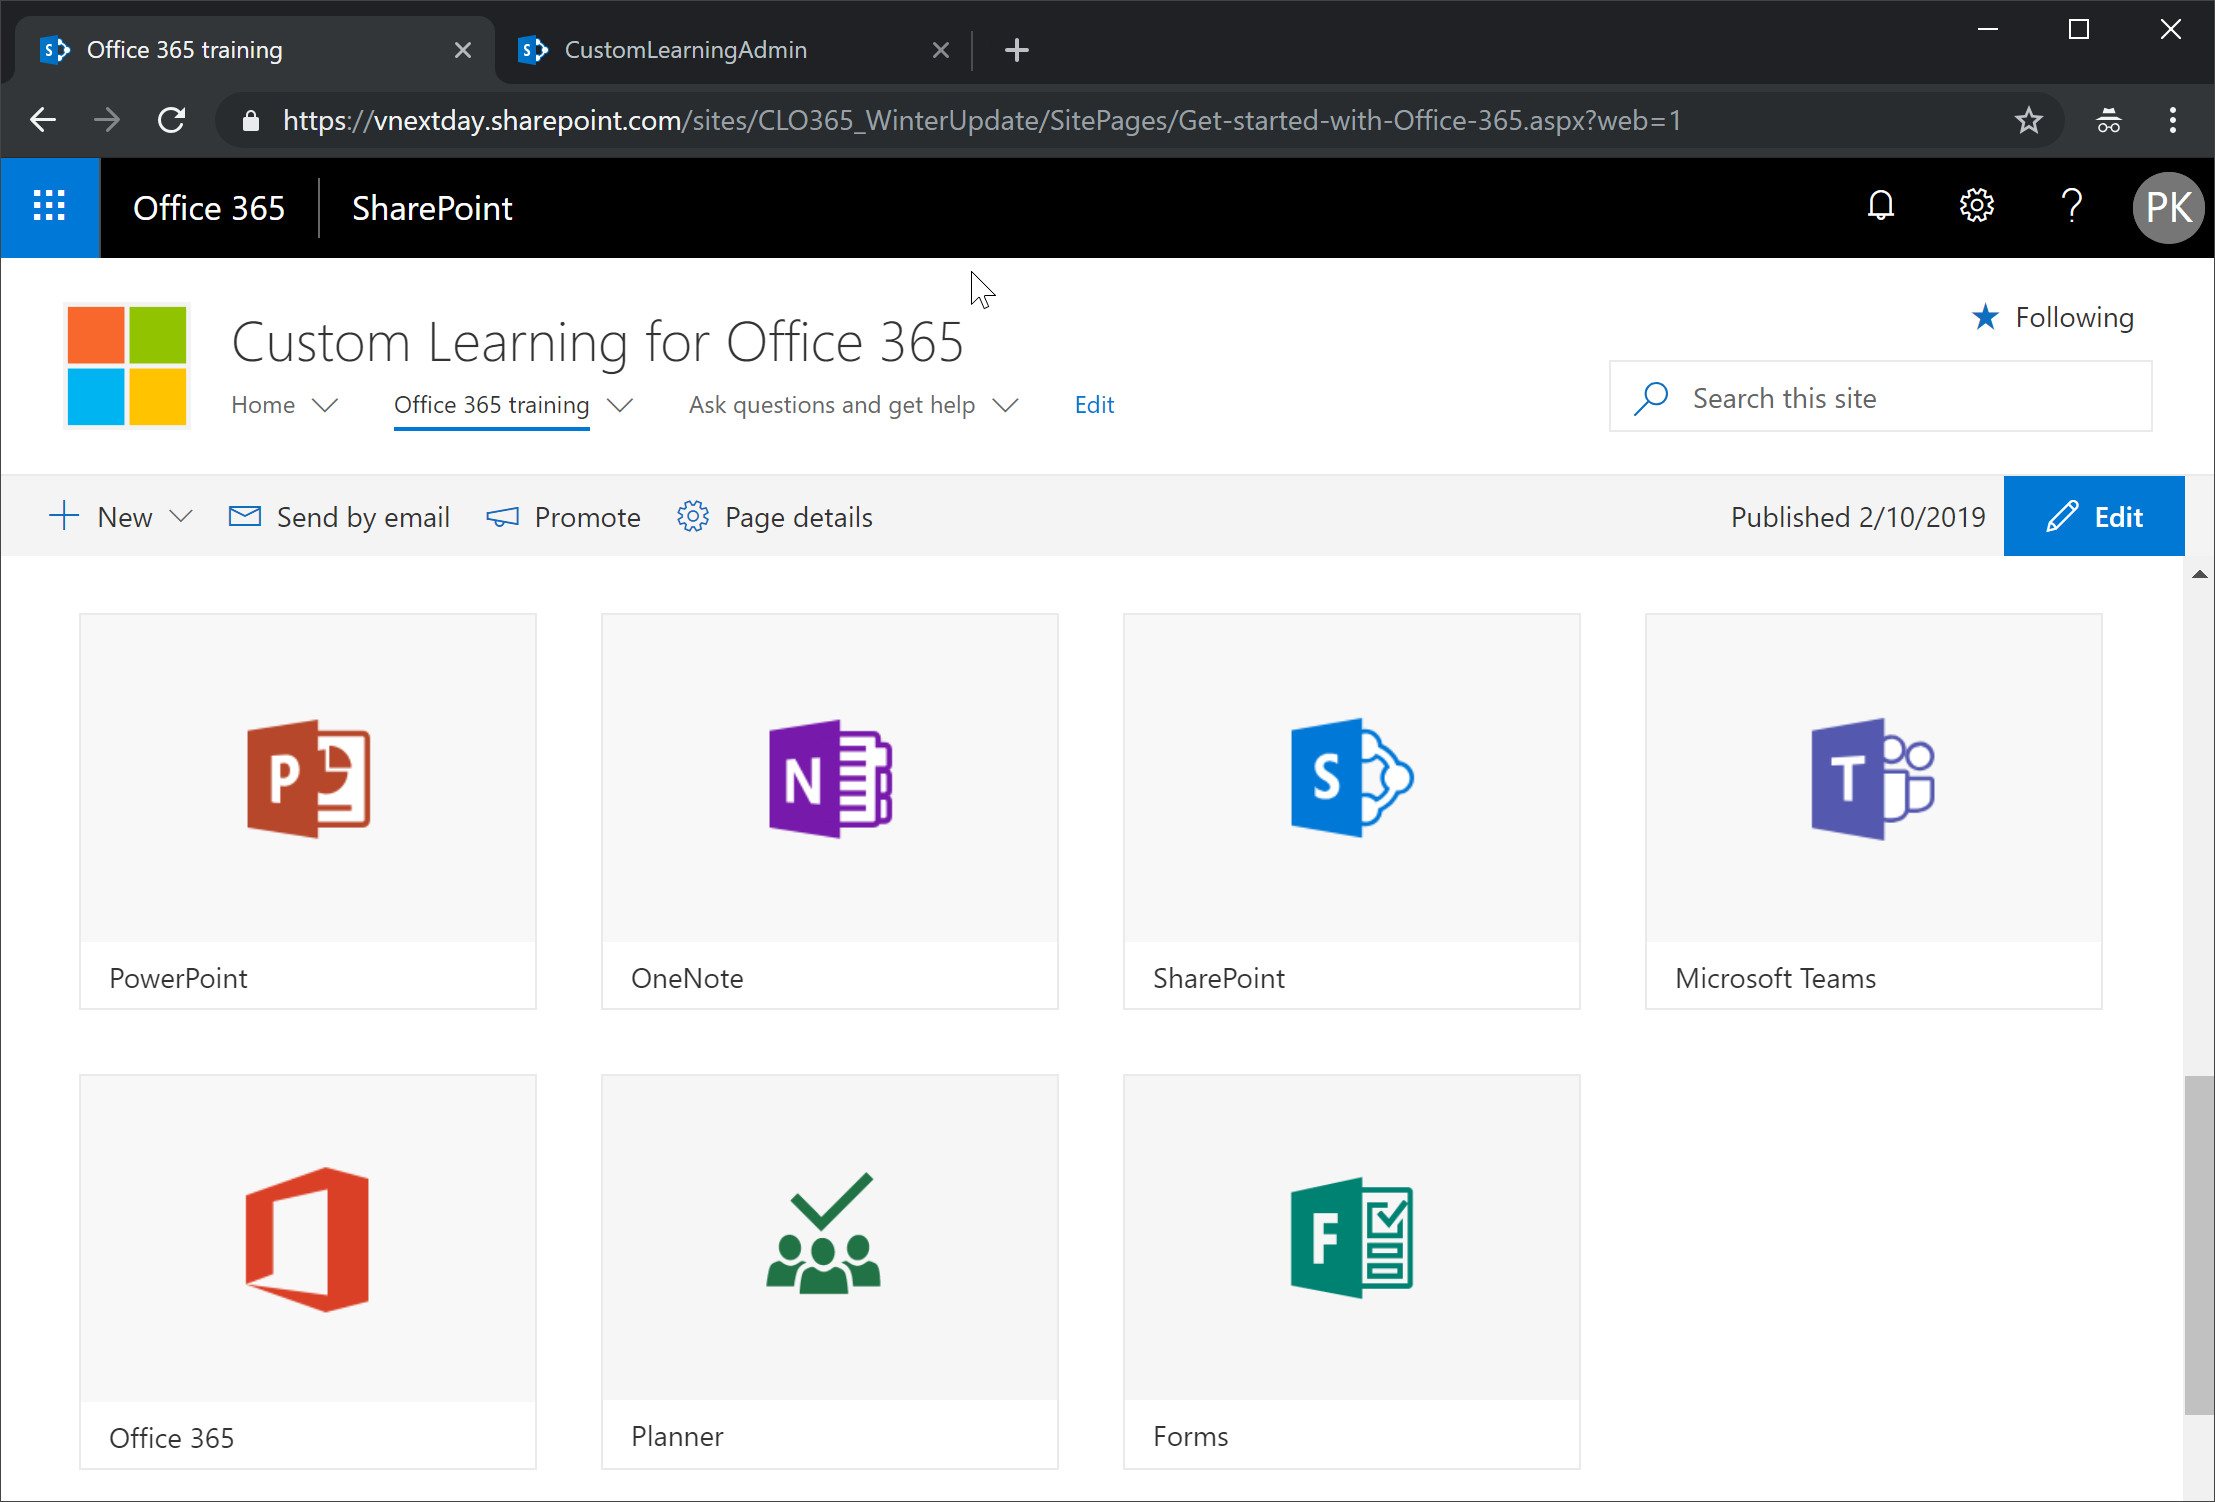 Office 365 training
CustomLearningAdmin
https://vnextday.sharepoint.com/sites/CLO365_WinterUpdate/SitePages/Get-started-with-Office-365.aspx?web=1
Office 365
SharePoint
PK
Custom Learning for Office 365
Following
Home
Office 365 training
Ask questions and get help
Edit
Search this site
New
Send by email
Promote
Page details
Published 2/10/2019
Edit
P
N
S
T
PowerPoint
OneNote
SharePoint
Microsoft Teams
F
Office 365
Planner
Forms